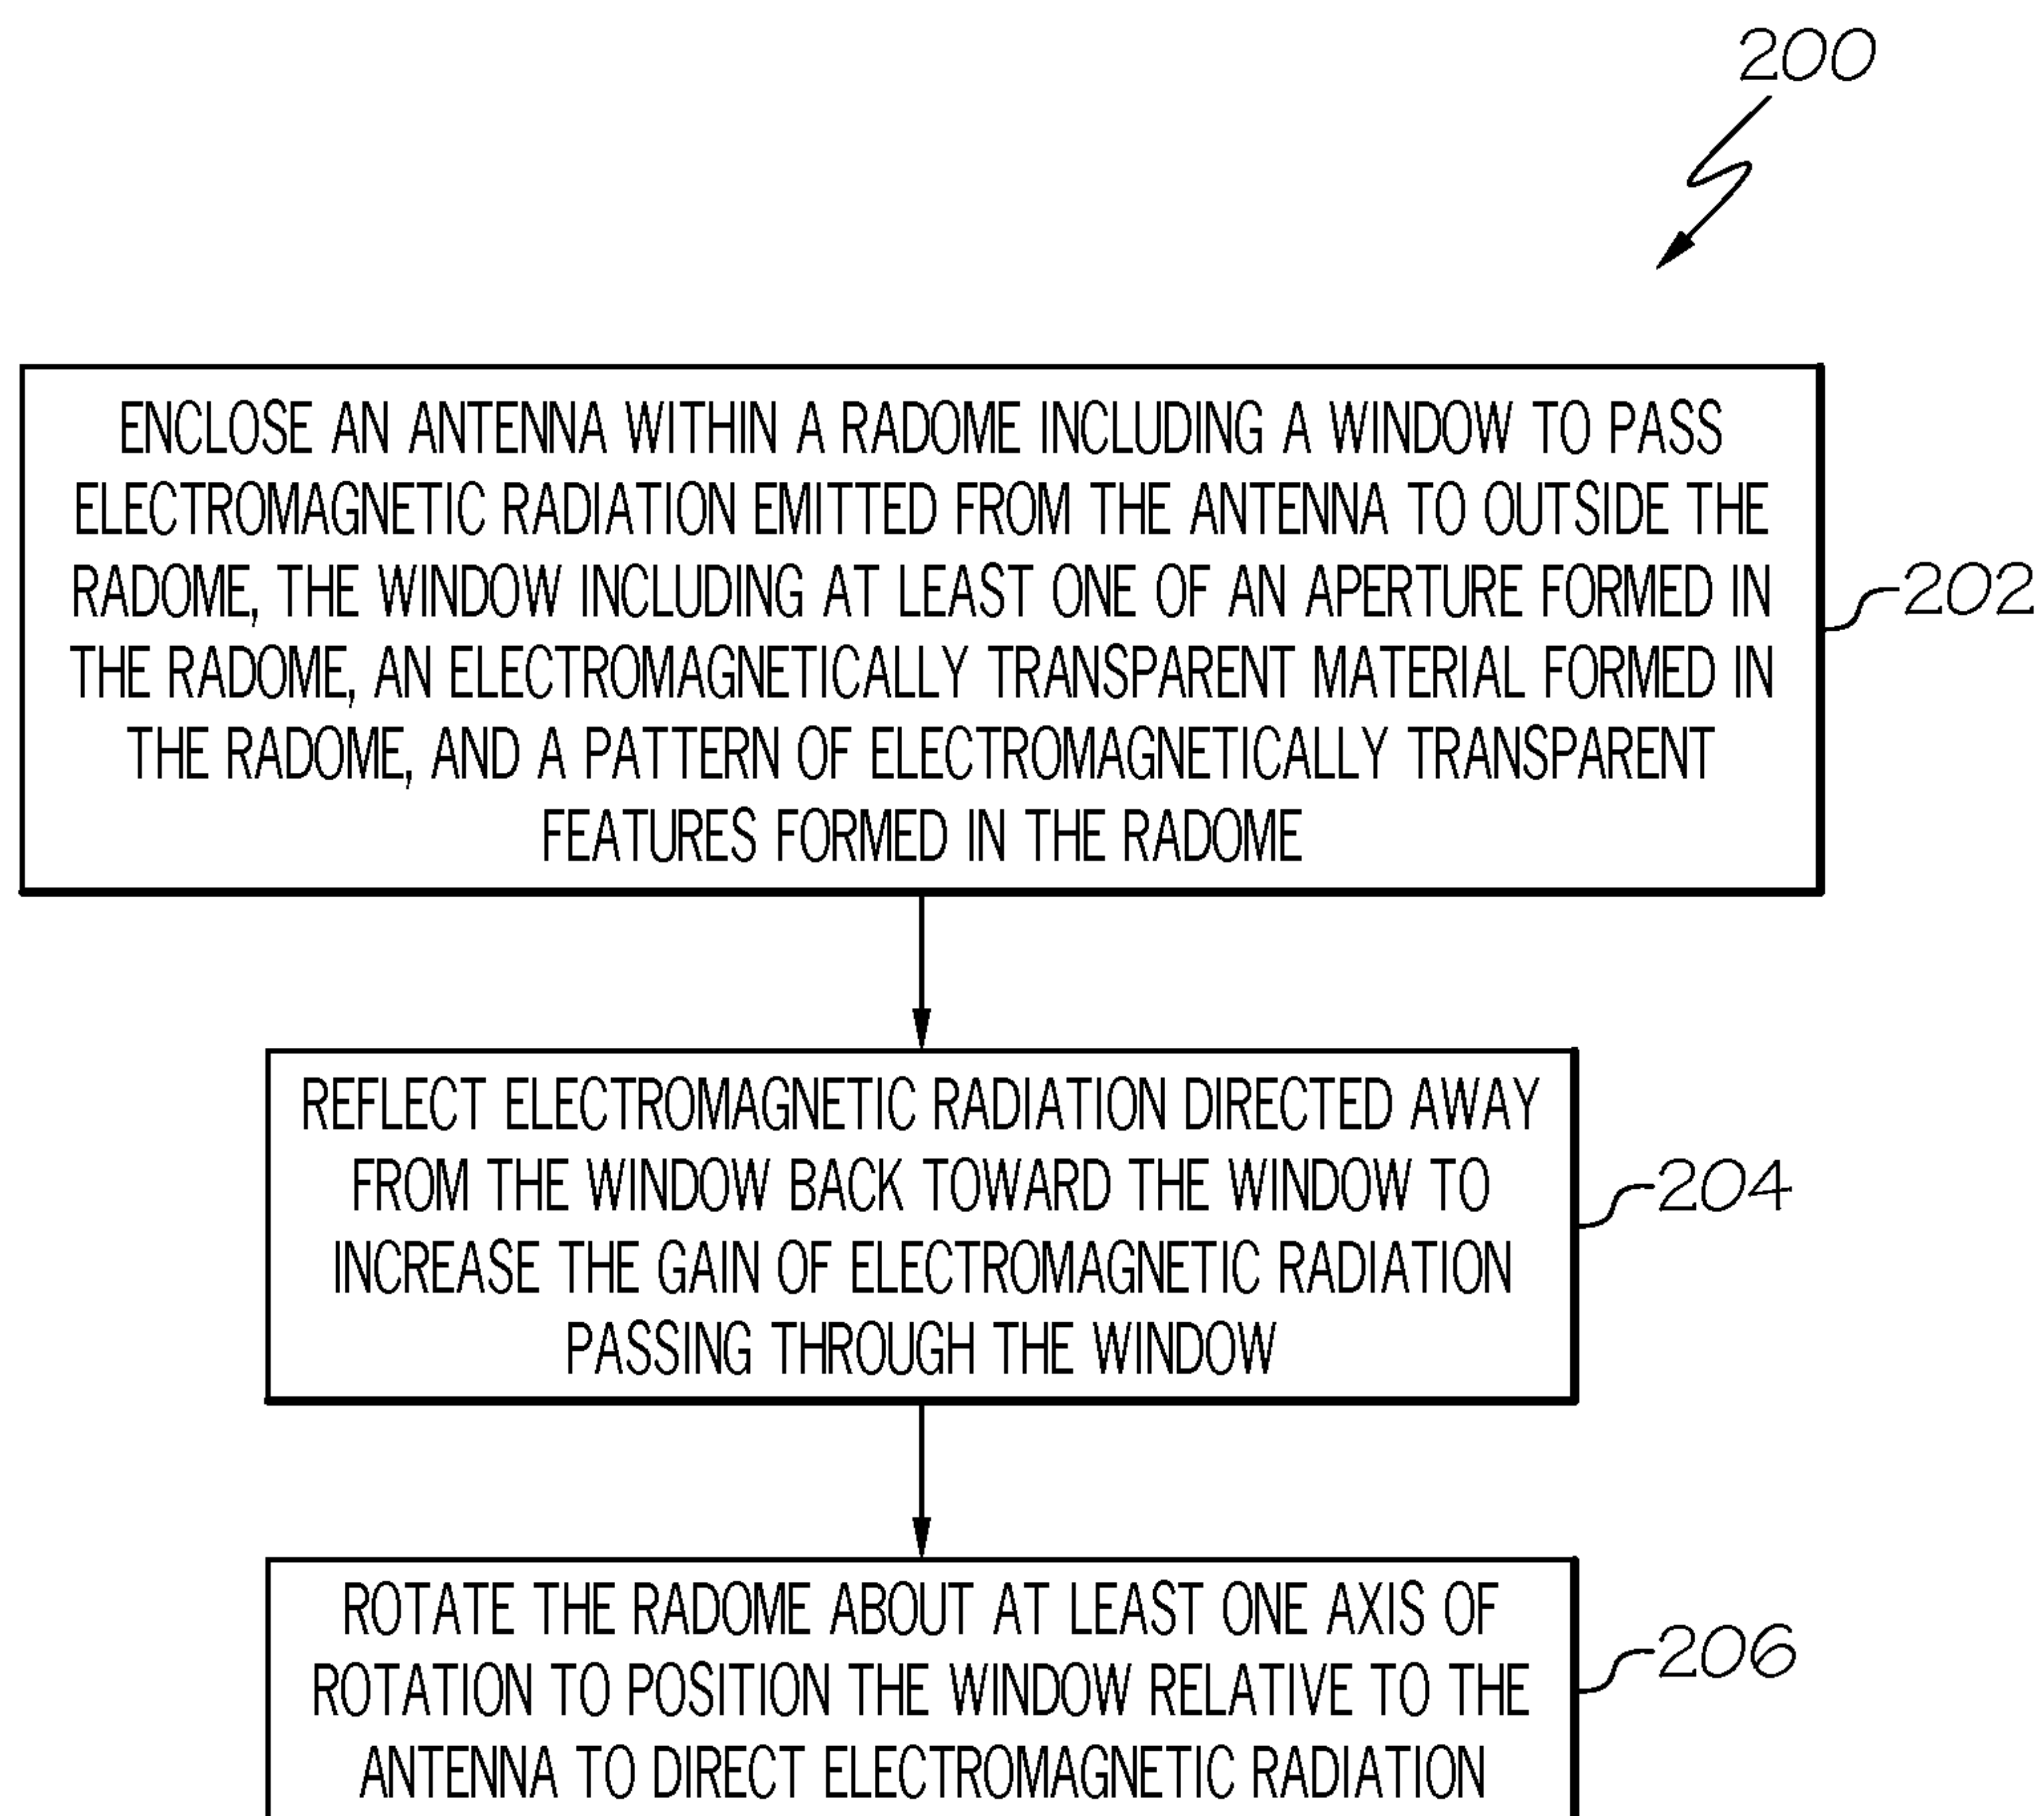 200
ENCLOSE AN ANTENNA WITHIN A RADOME INCLUDING A WINDOW TO PASS
ELECTROMAGNETIC RADIATION EMITTED FROM THE ANTENNA TO OUTSIDE THE
RADOME, THE WINDOW INCLUDING AT LEAST ONE OF AN APERTURE FORMED IN
THE RADOME, AN ELECTROMAGNETICALLY TRANSPARENT MATERIAL FORMED IN
THE RADOME, AND A PATTERN OF ELECTROMAGNETICALLY TRANSPARENT
FEATURES FORMED IN THE RADOME
202
REFLECT ELECTROMAGNETIC RADIATION DIRECTED AWAY
FROM THE WINDOW BACK TOWARD THE WINDOW TO
INCREASE THE GAIN OF ELECTROMAGNETIC RADIATION
PASSING THROUGH THE WINDOW
204
ROTATE THE RADOME ABOUT AT LEAST ONE AXIS OF
ROTATION TO POSITION THE WINDOW RELATIVE TO THE
ANTENNA TO DIRECT ELECTROMAGNETIC RADIATION
206